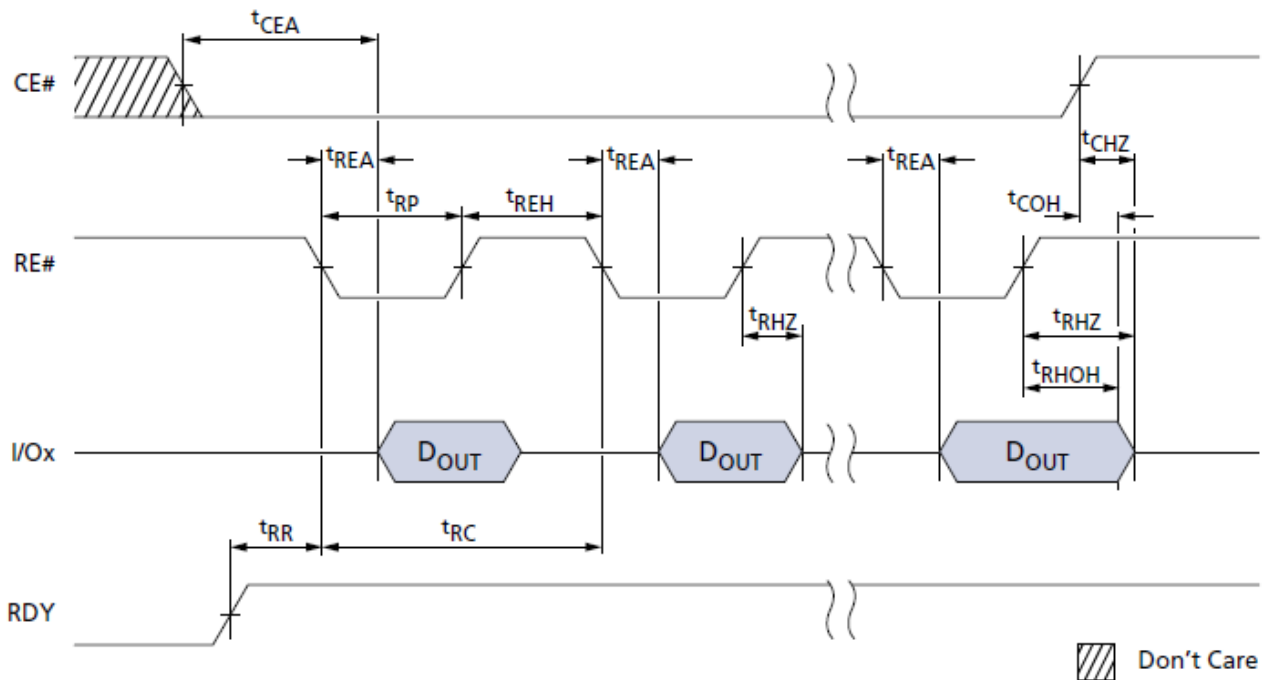 tCEA
CE#
tREA
tREA
tREA
tCHZ
tRP
tREH
tCOH
RE#
tRHZ
tRHZ
tRHOH
I/Ox
DOUT
DOUT
DOUT
tRR
tRC
RDY
Don't Care